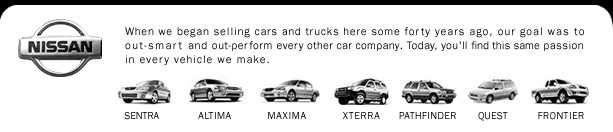 NISSAN
When we began selling cars and trucks here some forty years ago, our goal was to
out-smart and out-perform every other car company. Today, you'll find this same passion
in every vehicle we make.
SENTRA ALTIMA MAXIMA XTERRA PATHFINDER QUEST FRONTIER